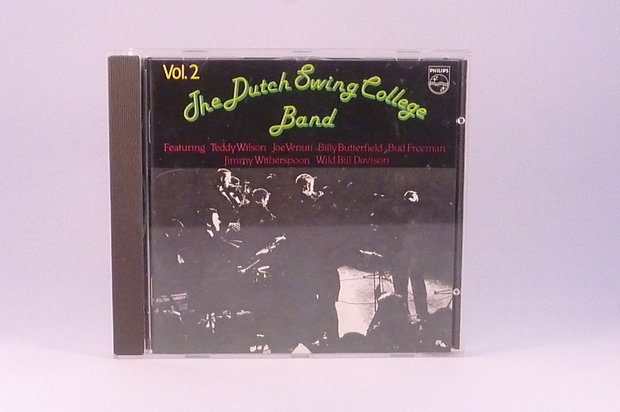 Vol. 2
PHILIPS
The Dutch Swing College
Band
Featuring Teddy Wilson Joe Venuti Billy Butterfield Bud Freeman
Jimmy Witherspoon Wild Bill Davison